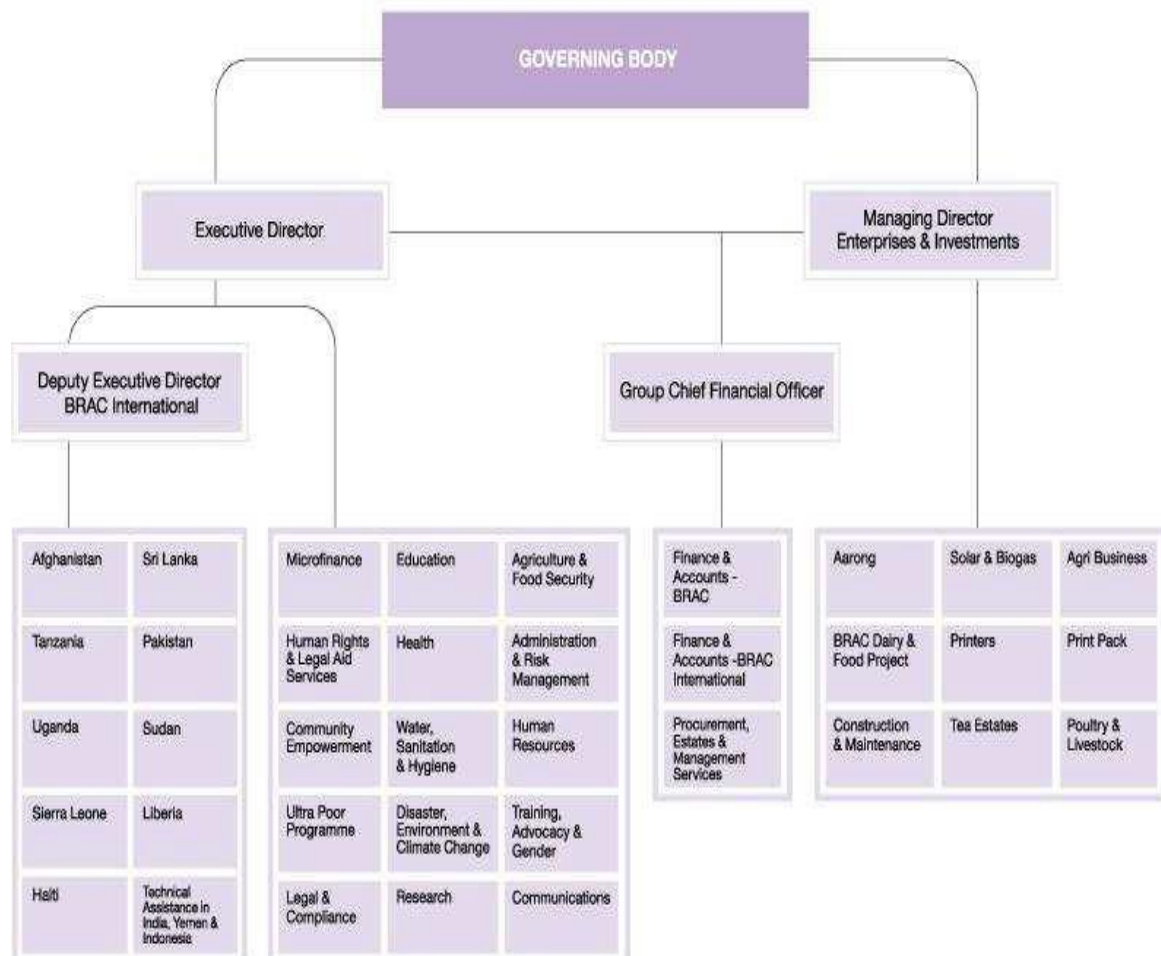 GOVERNING BODY
Executive Director
Managing Director
Enterprises & Investments
Deputy Executive Director
BRAC International
Group Chief Financial Officer
Afghanistan
Sri Lanka
Tanzania
Pakistan
Uganda
Sudan
Sierra Leone
Liberia
Haiti
Technical
Assistance in
India, Yemen &
Indonesia
Microfinance
Education
Agriculture &
Food Security
Human Rights
& Legal Aid
Services
Health
Administration
& Risk
Management
Community
Empowerment
Water,
Sanitation
& Hygiene
Human
Resources
Ultra Poor
Programme
Disaster,
Environment &
Climate Change
Training,
Advocacy &
Gender
Legal &
Compliance
Research
Communications
Finance &
Accounts -
BRAC
Finance &
Accounts -BRAC
International
Procurement,
Estates &
Management
Services
Aarong
Solar & Biogas
Agri Business
BRAC Dairy &
Food Project
Printers
Print Pack
Construction
& Maintenance
Tea Estates
Poultry &
Livestock